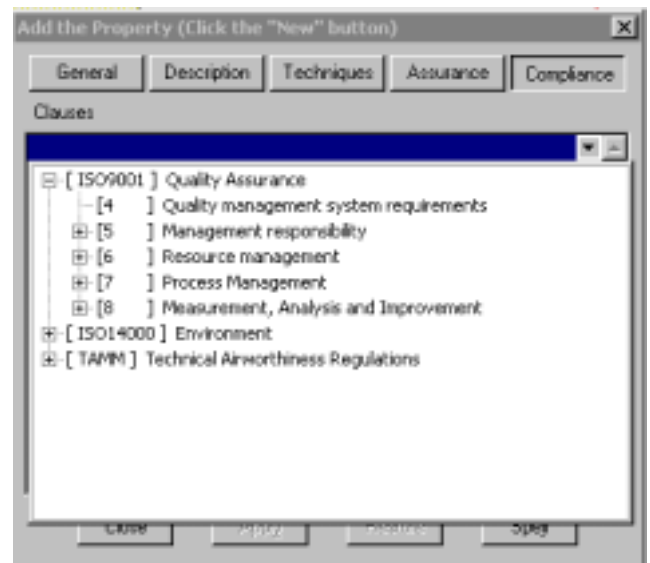 Add the Property (Click the "New" button)
General Description Techniques Assurance Compliance
Clauses
[ ISO9001 ] Quality Assurance
[4 ] Quality management system requirements
[5 ] Management responsibility
[6 ] Resource management
[7 ] Process Management
[8 ] Measurement, Analysis and Improvement
[ ISO14000 ] Environment
[ TAMM ] Technical Airworthiness Regulations
Close Apply Spell